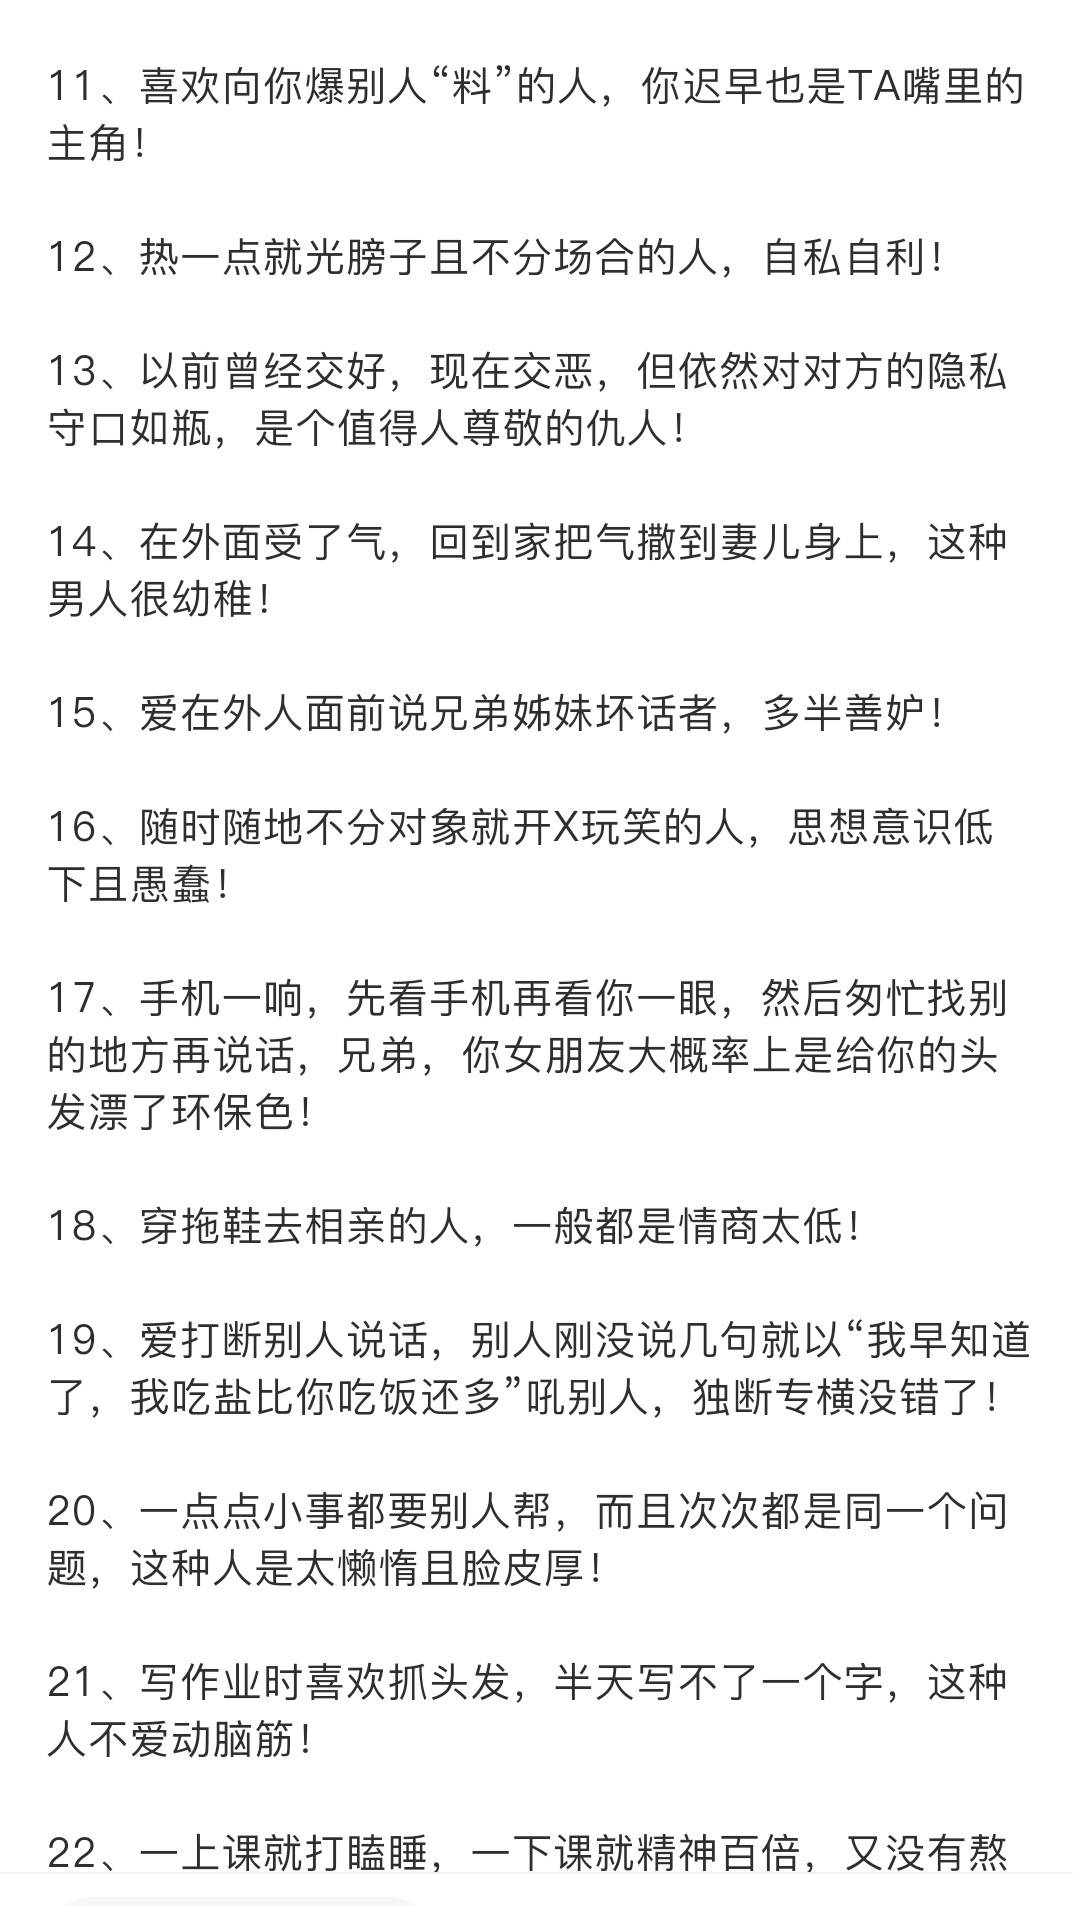 11、喜欢向你爆别人“料”的人，你迟早也是TA嘴里的
主角！
12、热一点就光膀子且不分场合的人，自私自利！
13、以前曾经交好，现在交恶，但依然对对方的隐私
守口如瓶，是个值得人尊敬的仇人！
14、在外面受了气，回到家把气撒到妻儿身上，这种
男人很幼稚！
15、爱在外人面前说兄弟姊妹坏话者，多半善妒！
16、随时随地不分对象就开X玩笑的人，思想意识低
下且愚蠢！
17、手机一响，先看手机再看你一眼，然后匆忙找别
的地方再说话，兄弟，你女朋友大概率上是给你的头
发漂了环保色！
18、穿拖鞋去相亲的人，一般都是情商太低！
19、爱打断别人说话，别人刚没说几句就以“我早知道
了，我吃盐比你吃饭还多”吼别人，独断专横没错了！
20、一点点小事都要别人帮，而且次次都是同一个问
题，这种人是太懒惰且脸皮厚！
21、写作业时喜欢抓头发，半天写不了一个字，这种
人不爱动脑筋！
22、一上课就打瞌睡，一下课就精神百倍，又没有熬